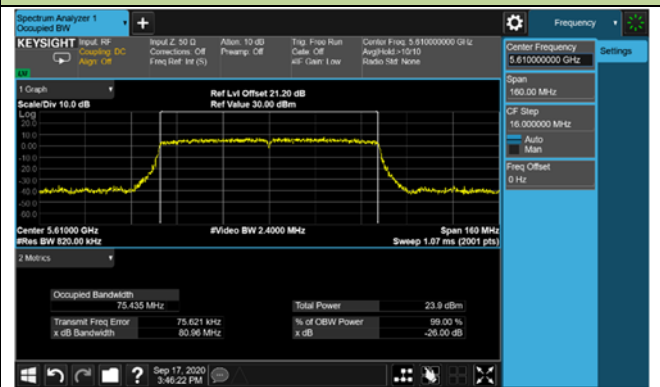 Spectrum Analyzer 1
Occupied BW
Frequency
KEYSIGHT
Input: RF
Coupling: DC
Align: Off
Input Z: 50 Ω
Corrections: Off
Freq Ref: Int (S)
Atten: 10 dB
Preamp: Off
Trig: Free Run
Gate: Off
#IF Gain: Low
Center Freq: 5.610000000 GHz
Avg|Hold:>10/10
Radio Std: None
Center Frequency
5.610000000 GHz
Settings
Span
160.00 MHz
CF Step
16.000000 MHz
Auto
Man
Freq Offset
0 Hz
1 Graph
Scale/Div 10.0 dB
Ref Lvl Offset 21.20 dB
Ref Value 30.00 dBm
Log
20.0
10.0
0.00
-10.0
-20.0
-30.0
-40.0
-50.0
-60.0
Center 5.61000 GHz
#Res BW 820.00 kHz
#Video BW 2.4000 MHz
Span 160 MHz
Sweep 1.07 ms (2001 pts)
2 Metrics
Occupied Bandwidth
75.435 MHz
Total Power 23.9 dBm
Transmit Freq Error 75.621 kHz
% of OBW Power 99.00 %
x dB Bandwidth 80.96 MHz
x dB -26.00 dB
Sep 17, 2020
3:46:22 PM